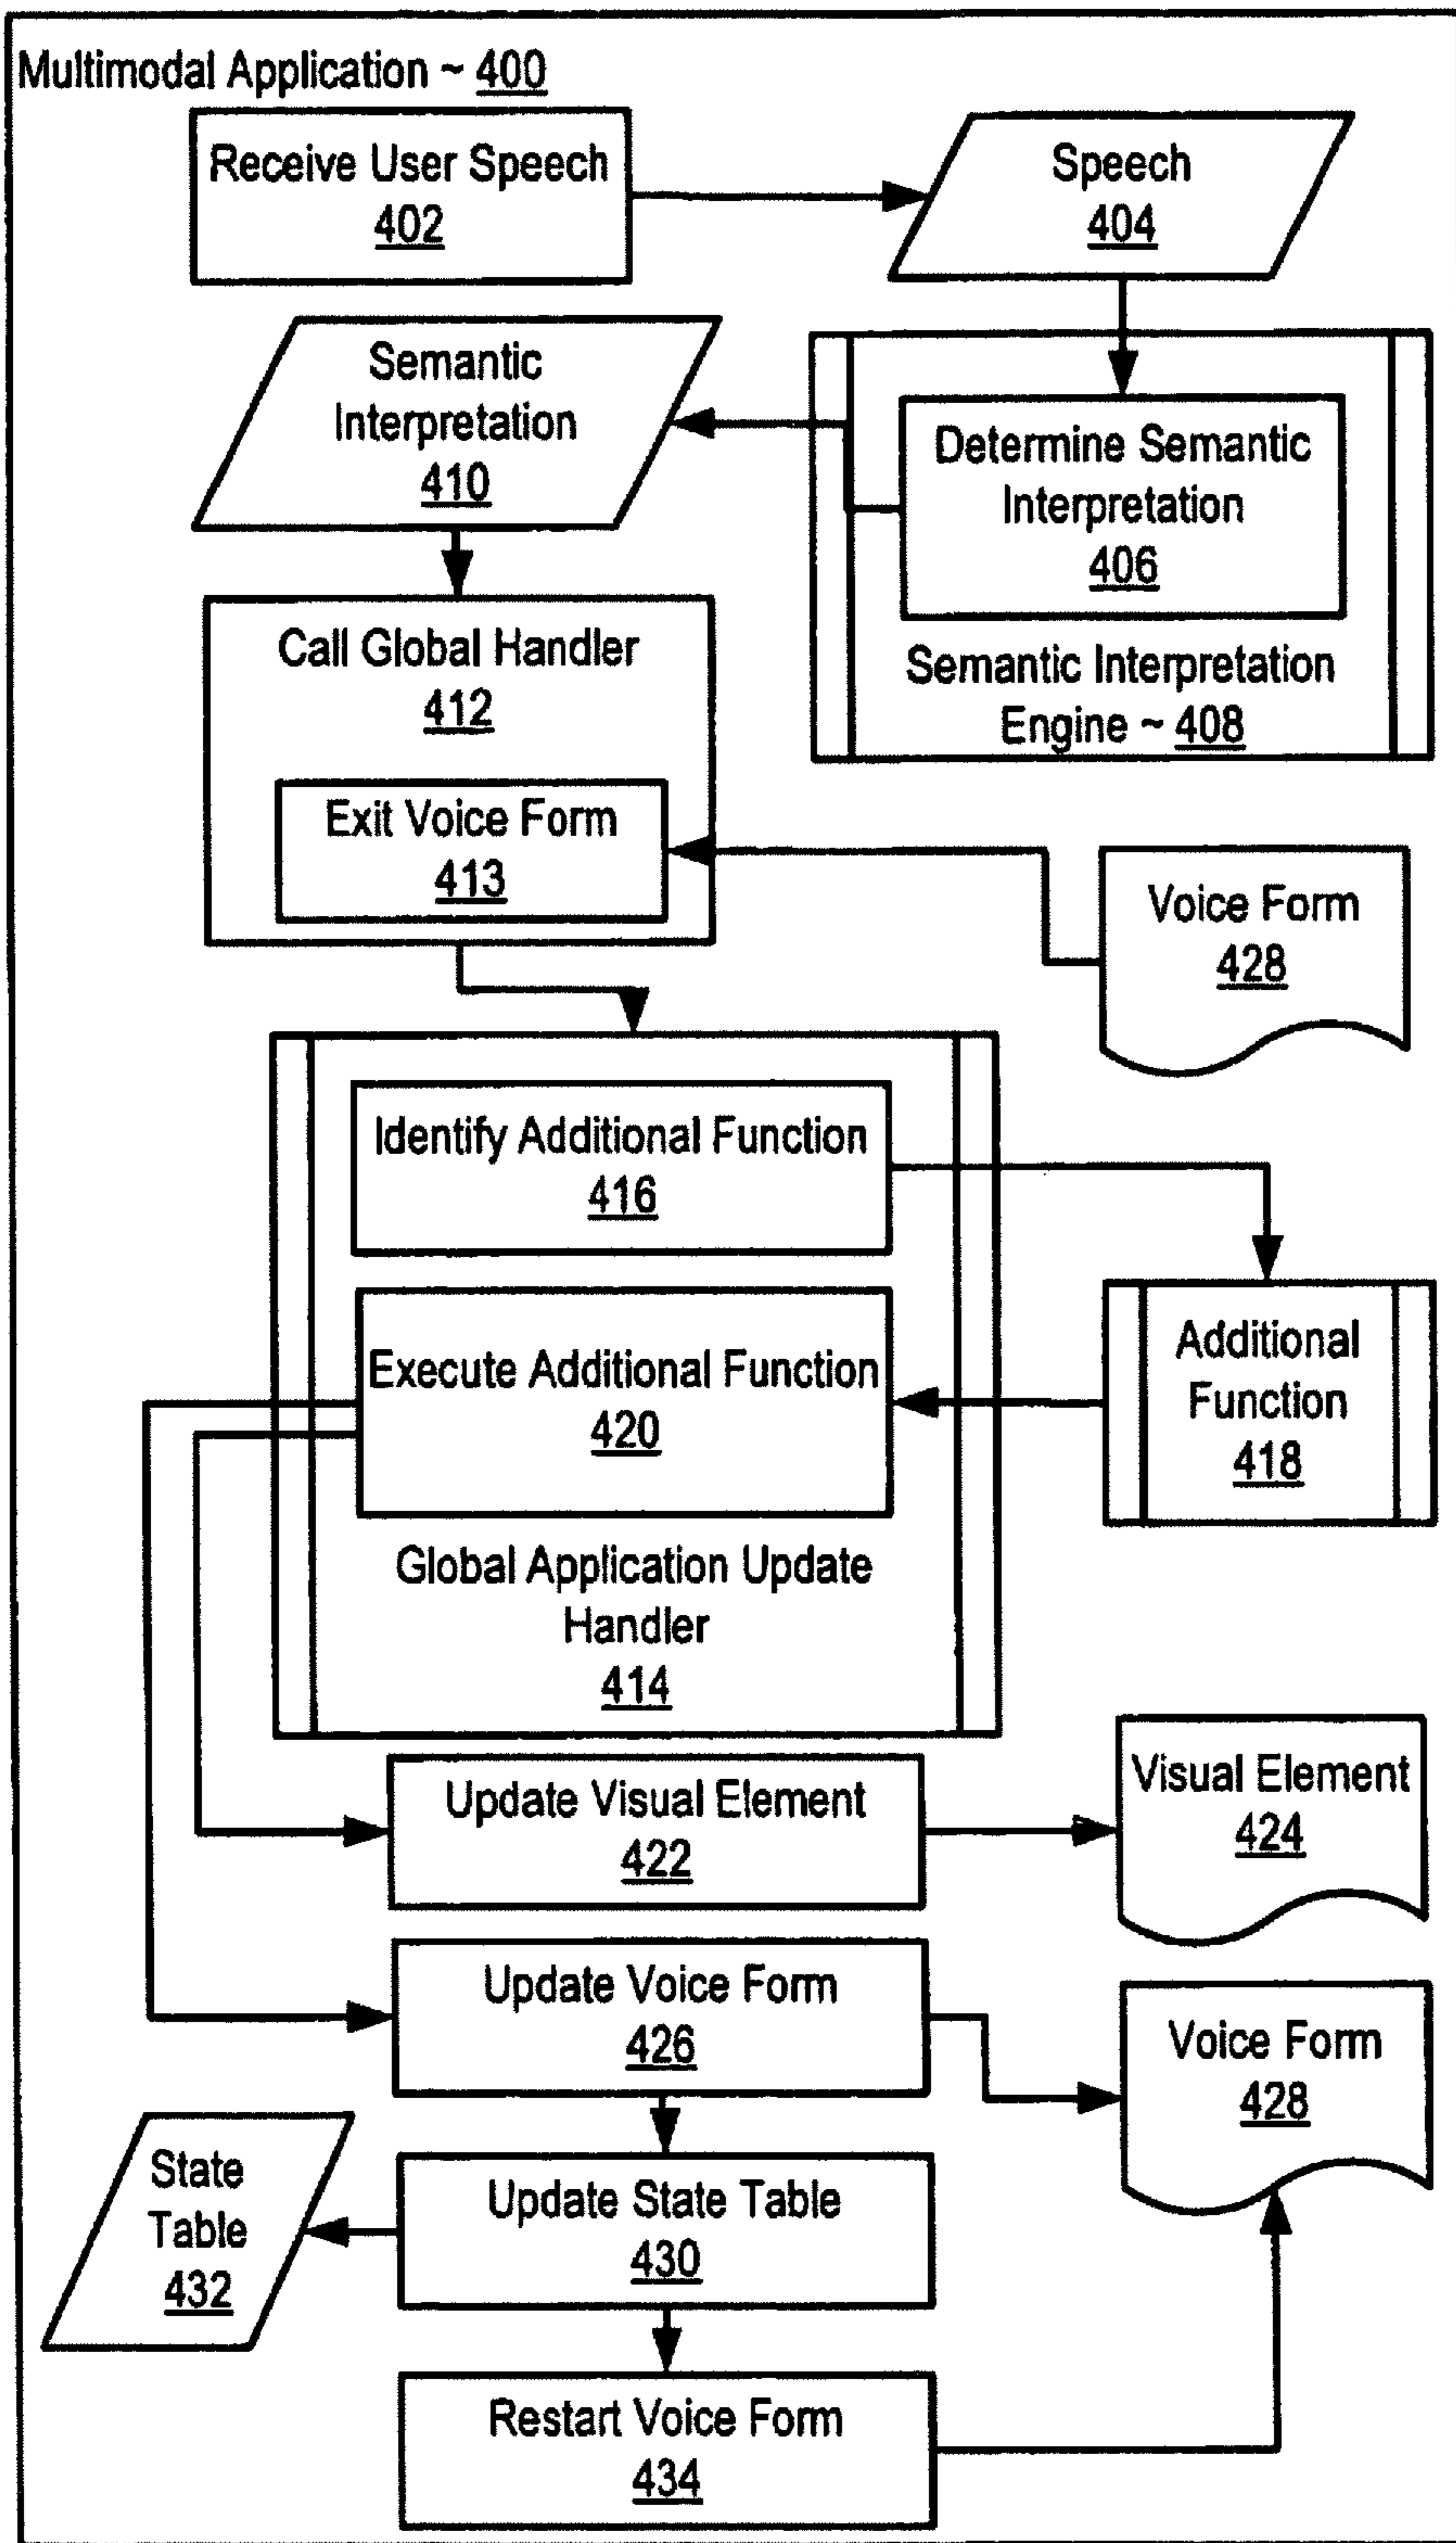 Multimodal Application ~ 400
Receive User Speech
402
Speech
404
Semantic
Interpretation
410
Determine Semantic
Interpretation
406
Semantic Interpretation
Engine ~ 408
Call Global Handler
412
Exit Voice Form
413
Voice Form
428
Identify Additional Function
416
Additional
Function
418
Execute Additional Function
420
Global Application Update
Handler
414
Update Visual Element
422
Visual Element
424
Update Voice Form
426
Voice Form
428
State
Table
432
Update State Table
430
Restart Voice Form
434